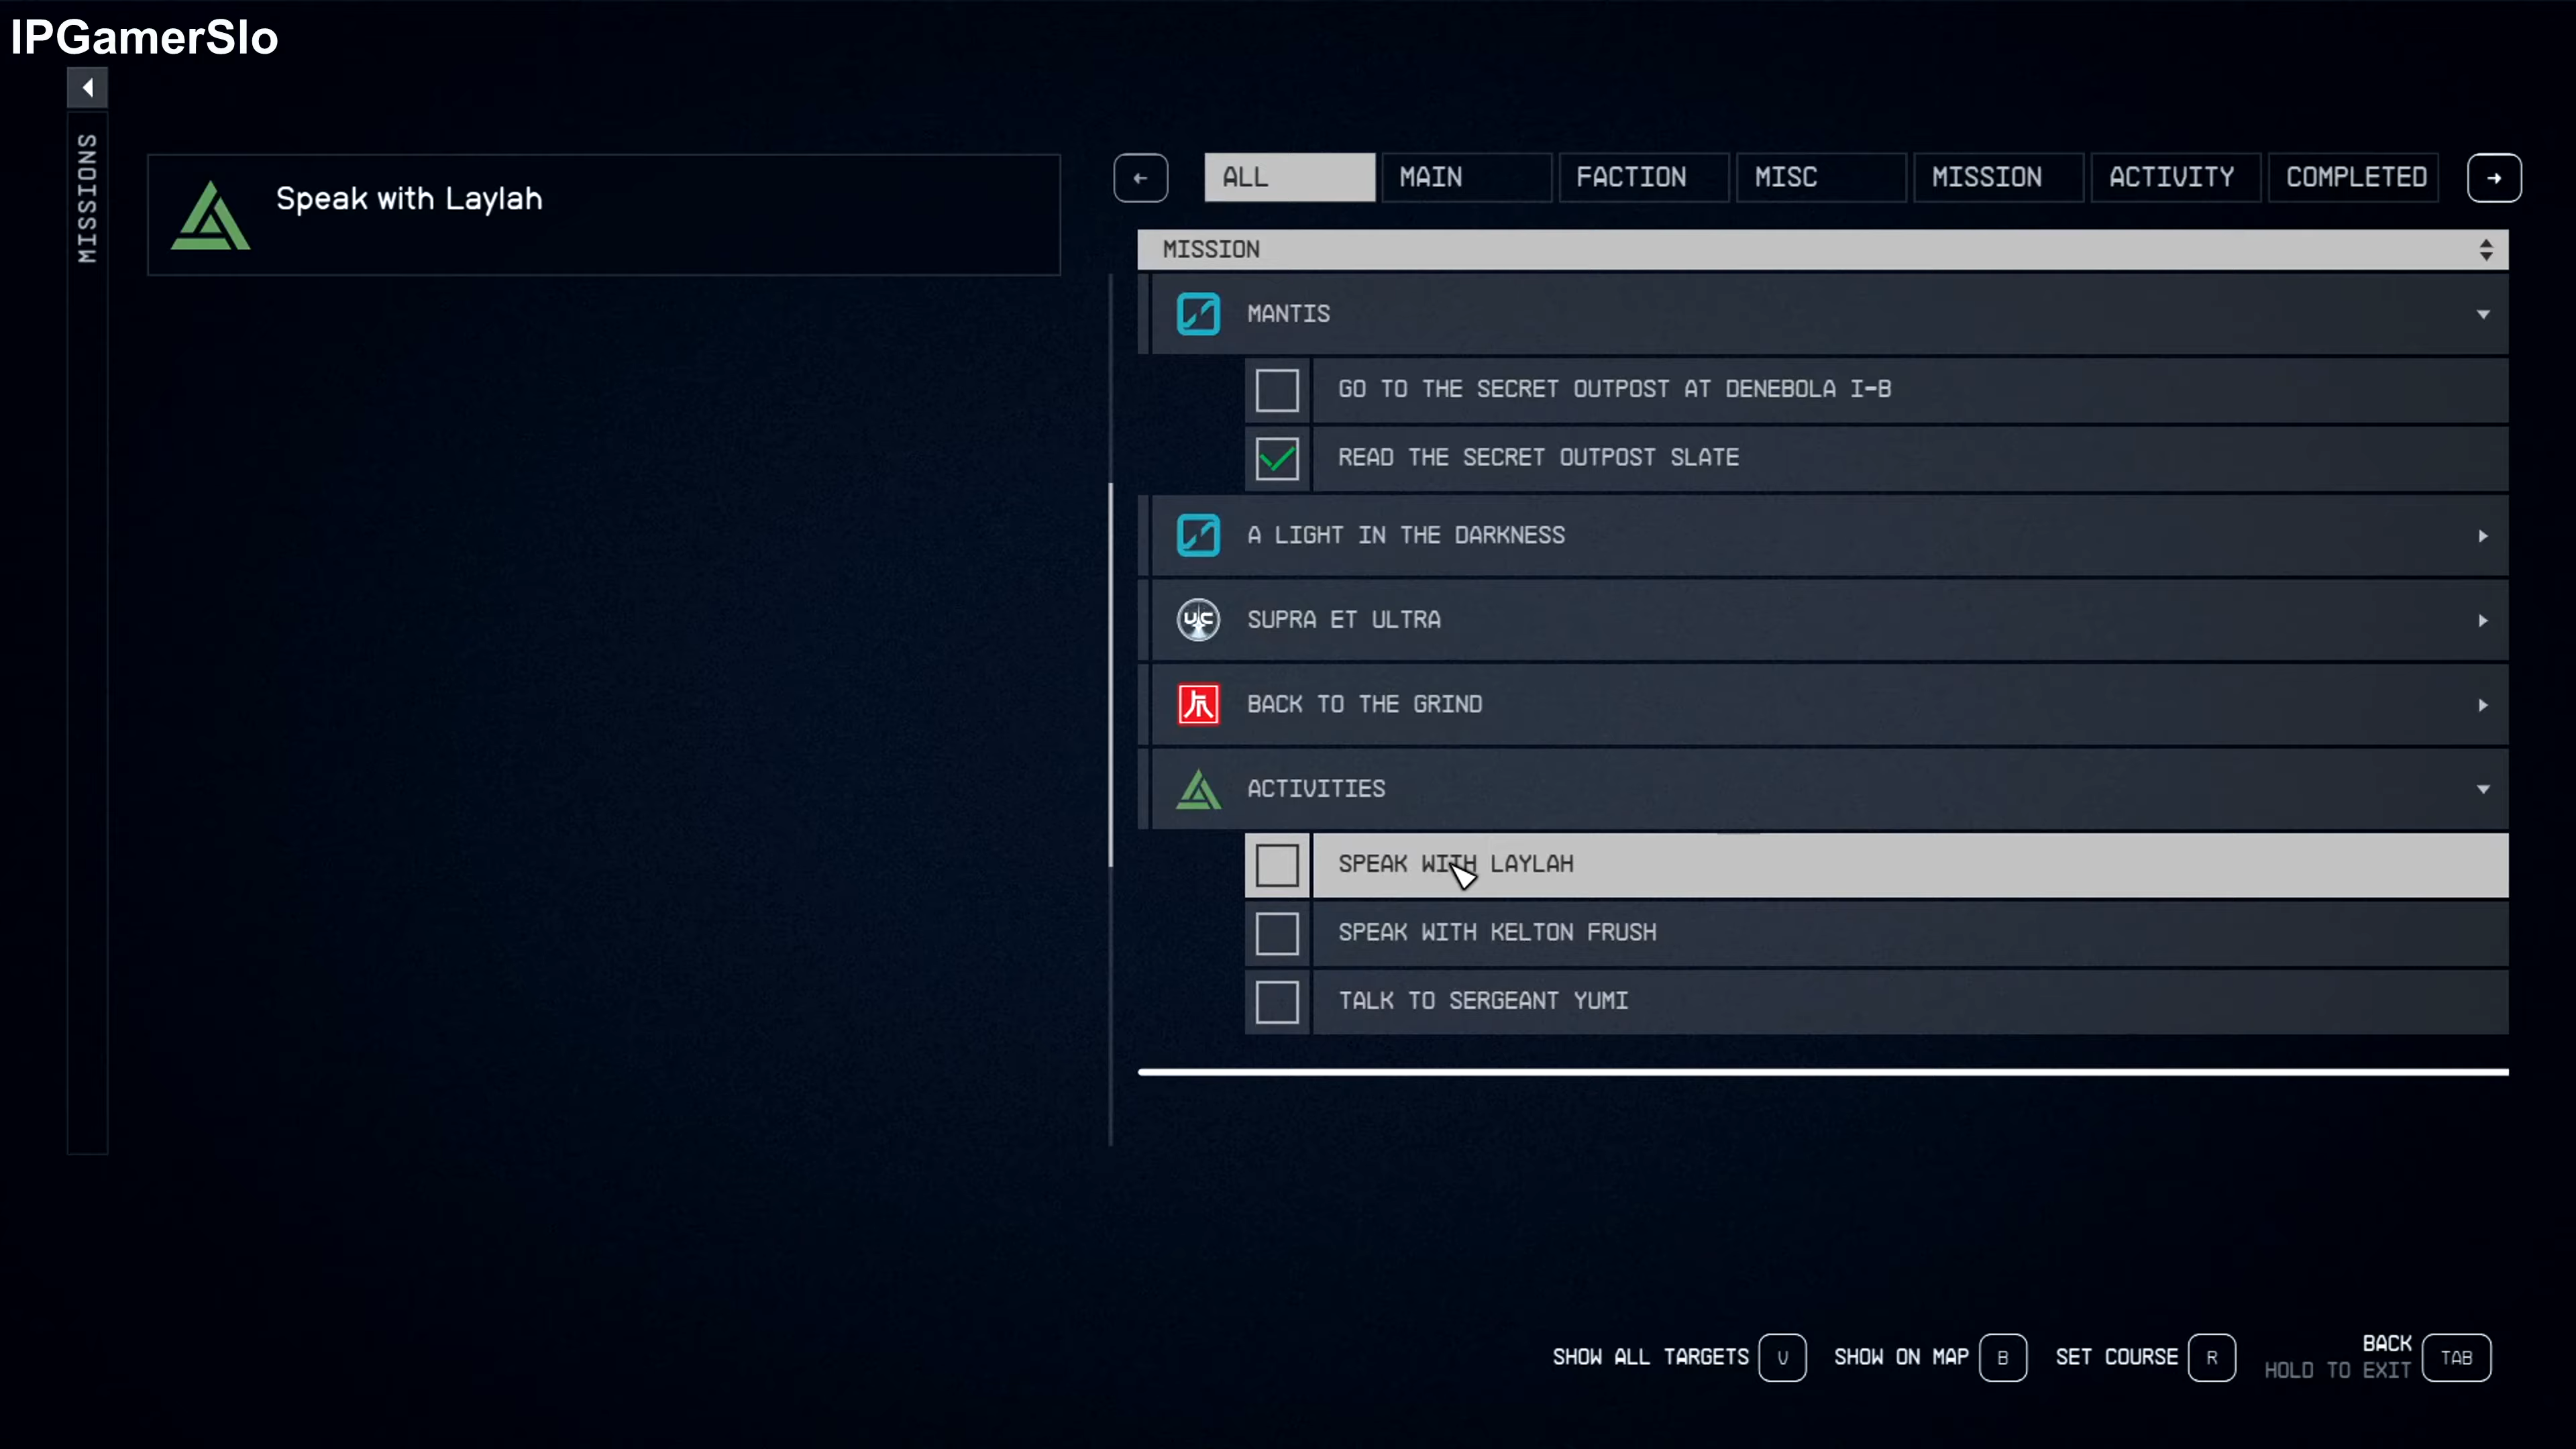 IPGamerSlo
MISSIONS
Speak with Laylah
ALL
MAIN
FACTION
MISC
MISSION
ACTIVITY
COMPLETED
MISSION
MANTIS
GO TO THE SECRET OUTPOST AT DENEBOLA I-B
READ THE SECRET OUTPOST SLATE
A LIGHT IN THE DARKNESS
UC SUPRA ET ULTRA
BACK TO THE GRIND
ACTIVITIES
SPEAK WITH LAYLAH
SPEAK WITH KELTON FRUSH
TALK TO SERGEANT YUMI
SHOW ALL TARGETS V
SHOW ON MAP B
SET COURSE R
BACK
HOLD TO EXIT
TAB